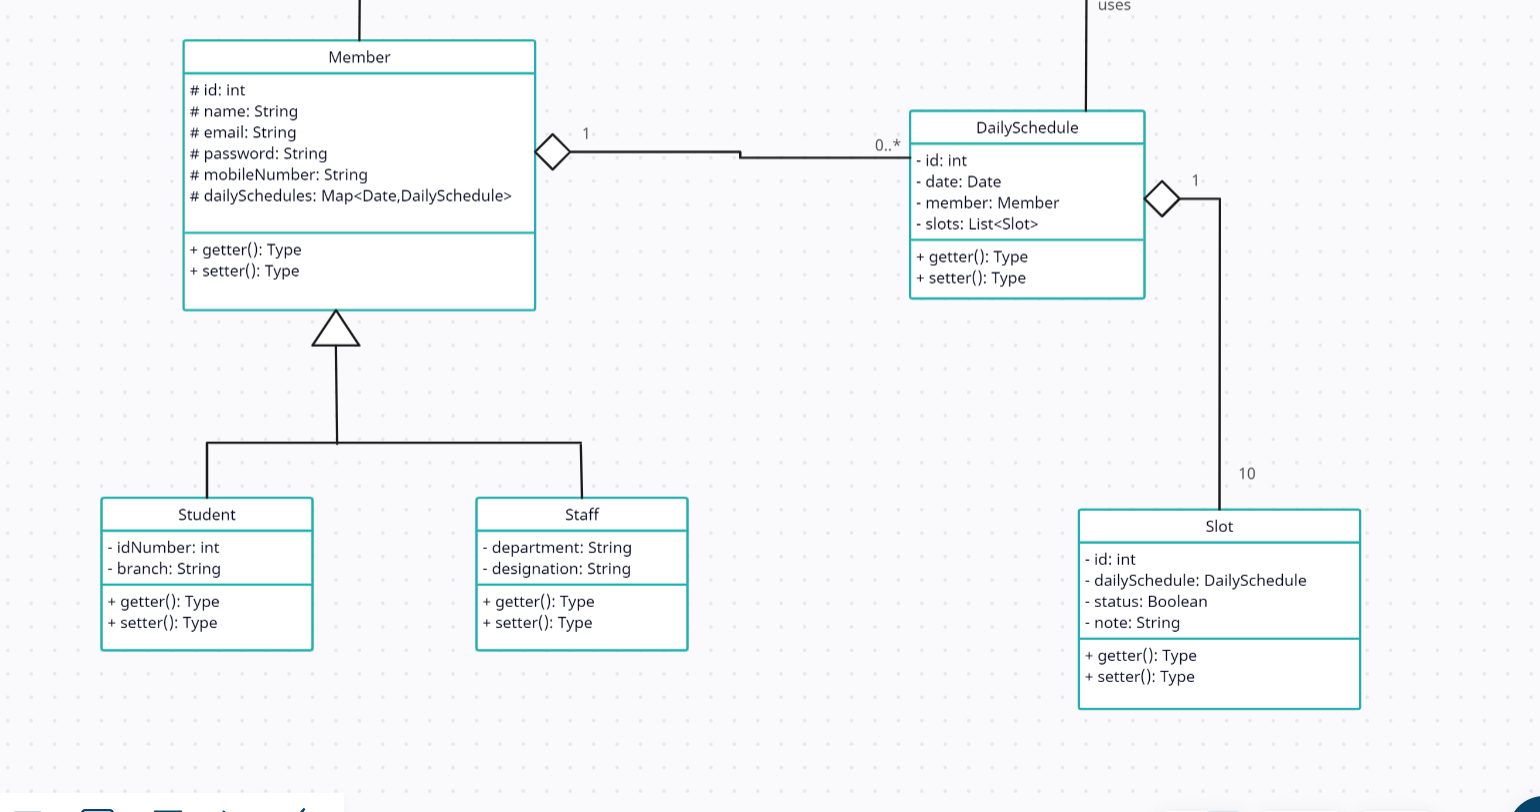 uses
Member
# id: int
# name: String
# email: String
# password: String
# mobileNumber: String
# dailySchedules: Map<Date,DailySchedule>
+ getter(): Type
+ setter(): Type
1
0..*
DailySchedule
- id: int
- date: Date
- member: Member
- slots: List<Slot>
+ getter(): Type
+ setter(): Type
1
10
Student
- idNumber: int
- branch: String
+ getter(): Type
+ setter(): Type
Staff
- department: String
- designation: String
+ getter(): Type
+ setter(): Type
Slot
- id: int
- dailySchedule: DailySchedule
- status: Boolean
- note: String
+ getter(): Type
+ setter(): Type